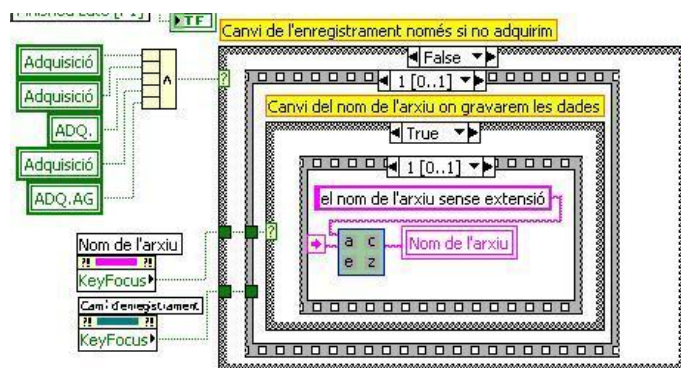 TF
Canvi de l'enregistrament només si no adquirim
False
Adquisició
Adquisició
ADQ.
Adquisició
ADQ.AG
A
?
1 [0..1]
Canvi del nom de l'arxiu on gravarem les dades
True
1 [0..1]
el nom de l'arxiu sense extensió
a c
e z
Nom de l'arxiu
Nom de l'arxiu
?! ?!
KeyFocus
?
Camí d'enregistrament
?! ?!
KeyFocus